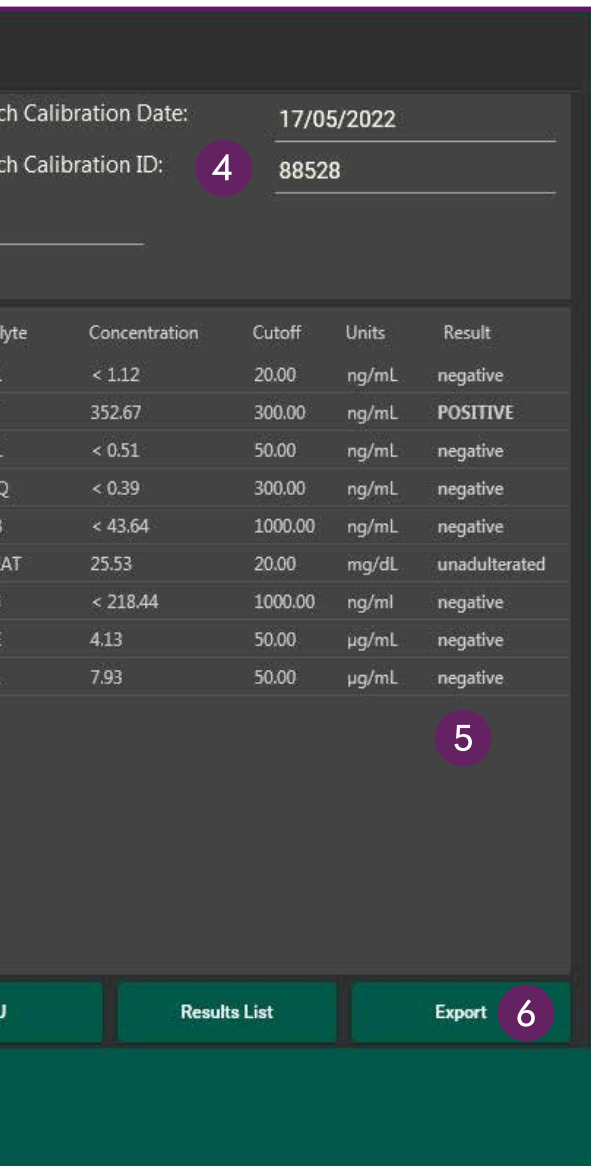 ch Calibration Date: 17/05/2022
ch Calibration ID: 4 88528
lyte Concentration Cutoff Units Result
< 1.12 20.00 ng/mL negative
352.67 300.00 ng/mL POSITIVE
< 0.51 50.00 ng/mL negative
Q < 0.39 300.00 ng/mL negative
< 43.64 1000.00 ng/mL negative
EAT 25.53 20.00 mg/dL unadulterated
< 218.44 1000.00 ng/ml negative
E 4.13 50.00 µg/mL negative
7.93 50.00 µg/mL negative
5
U Results List Export 6